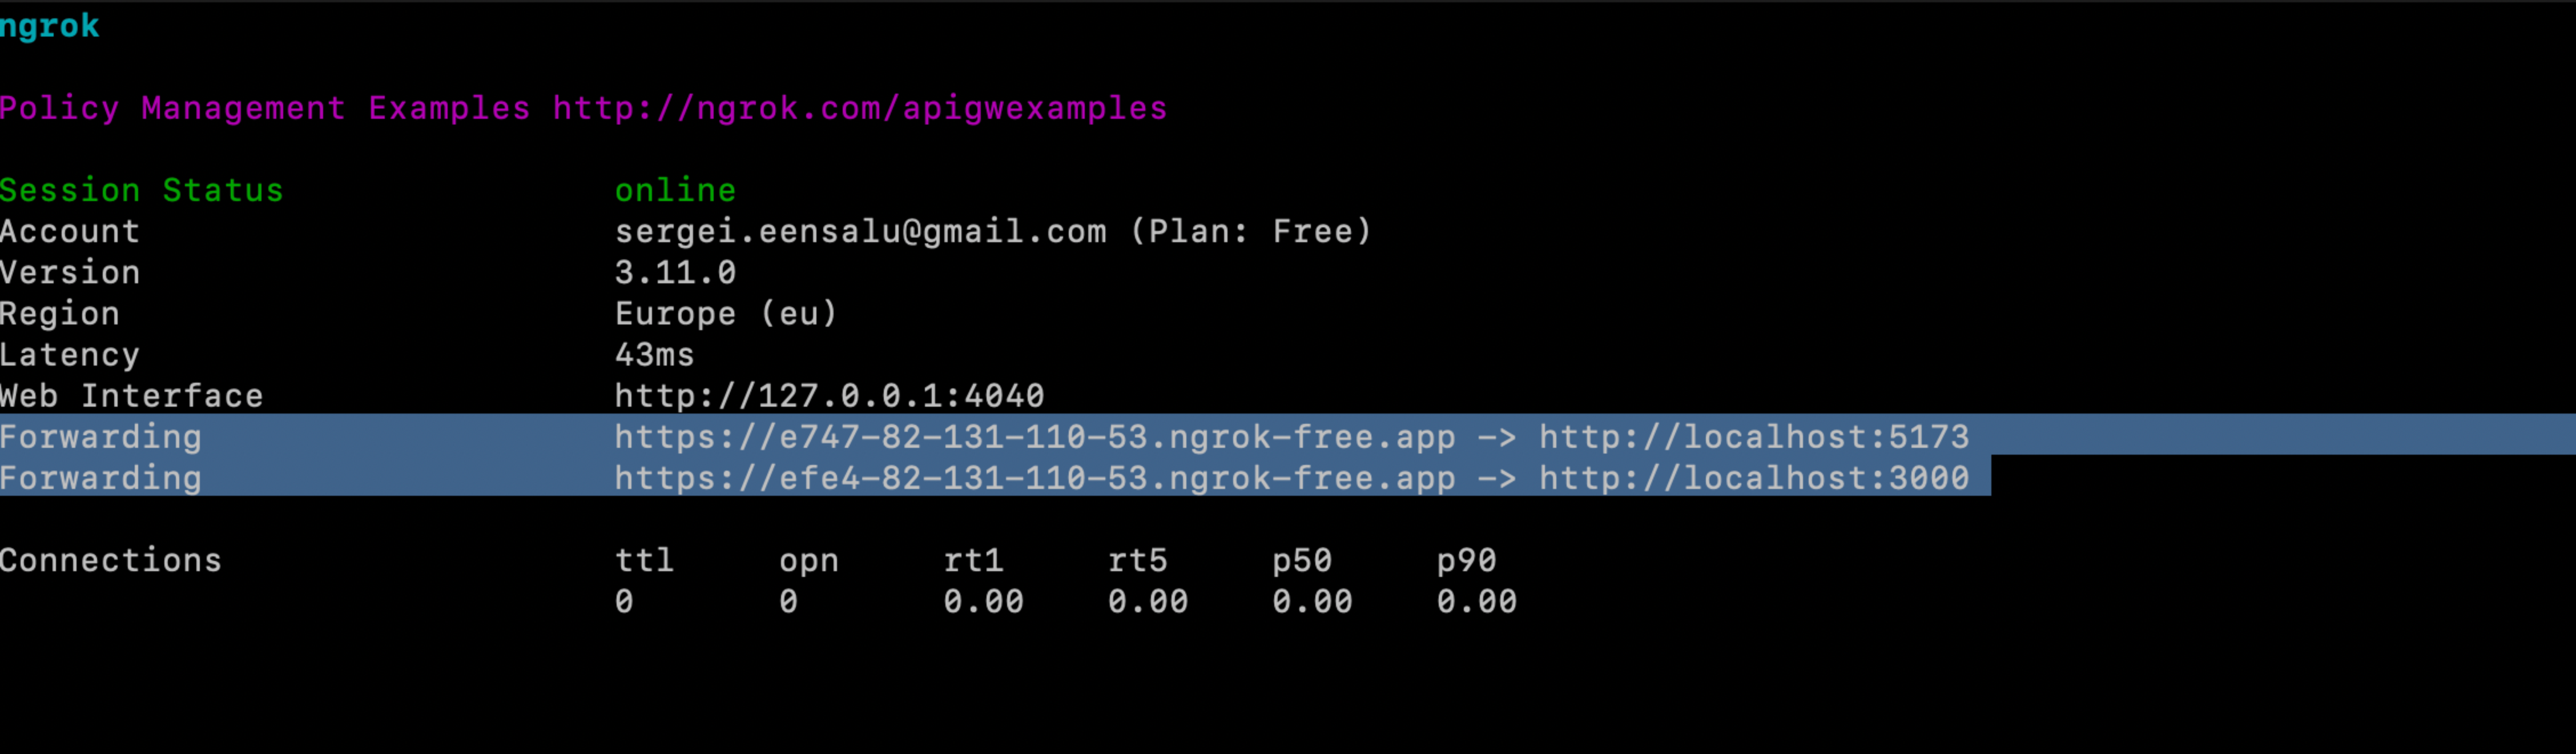 ngrok
Policy Management Examples http://ngrok.com/apigwexamples
Session Status online
Account sergei.eensalu@gmail.com (Plan: Free)
Version 3.11.0
Region Europe (eu)
Latency 43ms
Web Interface http://127.0.0.1:4040
Forwarding https://e747-82-131-110-53.ngrok-free.app -> http://localhost:5173
Forwarding https://efe4-82-131-110-53.ngrok-free.app -> http://localhost:3000
Connections ttl opn rt1 rt5 p50 p90
0 0 0.00 0.00 0.00 0.00